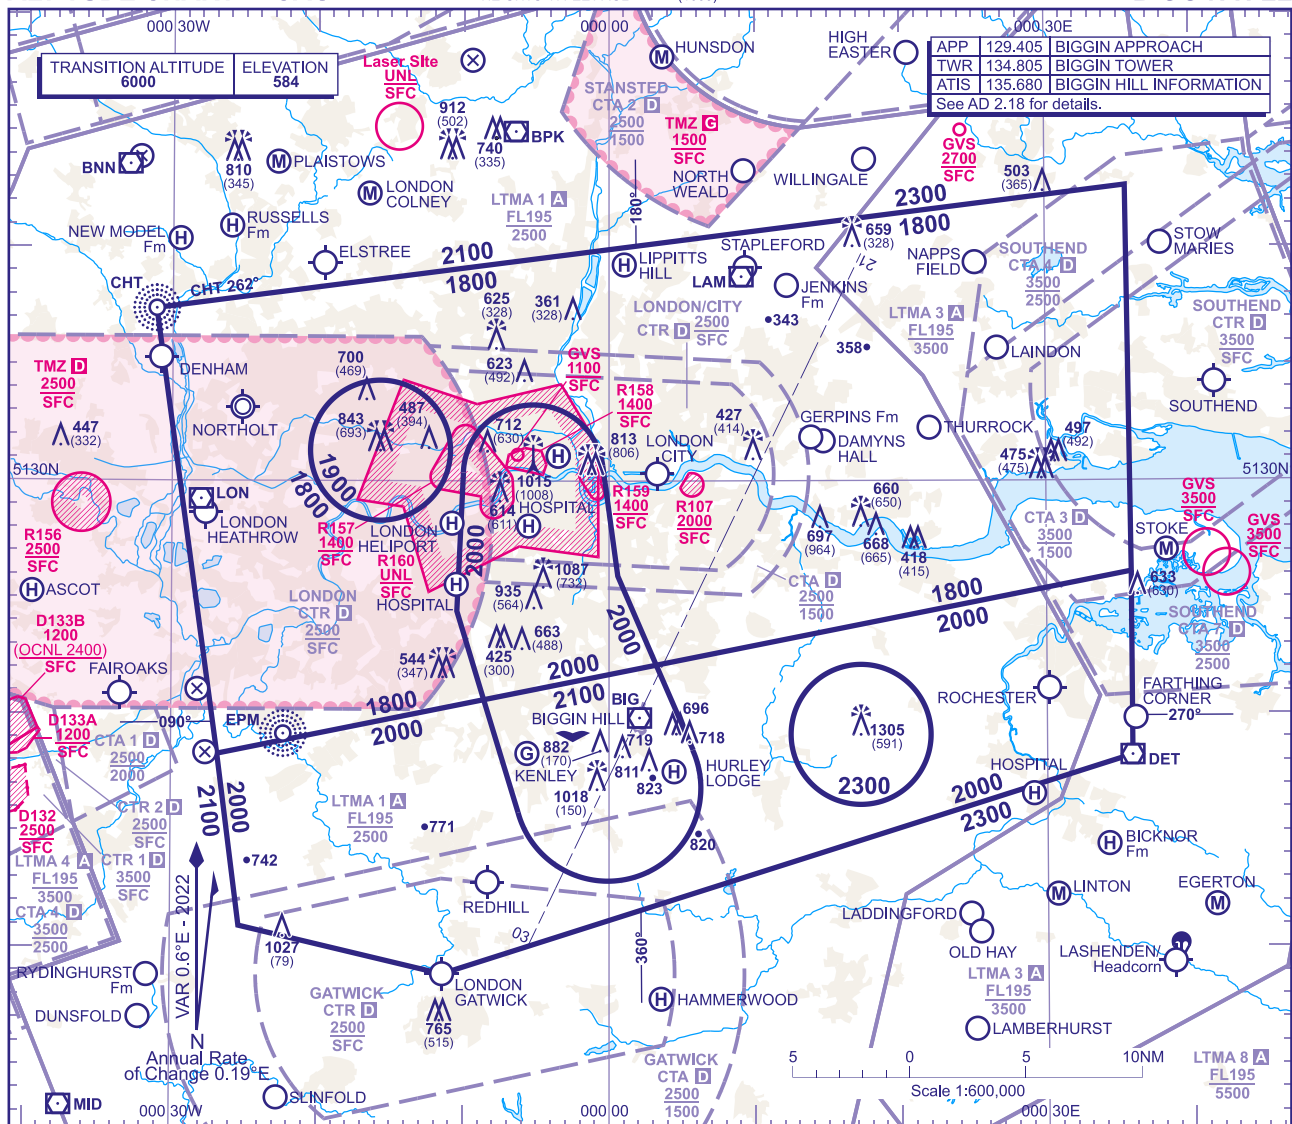 000 30W
000 00
000 30E
TRANSITION ALTITUDE
6000
ELEVATION
584
APP 129.405 BIGGIN APPROACH
TWR 134.805 BIGGIN TOWER
ATIS 135.680 BIGGIN HILL INFORMATION
See AD 2.18 for details.
Laser Site
UNL
SFC
HUNSDON
HIGH
EASTER
STANSTED
CTA 2 D
2500
1500
TMZ G
1500
SFC
GVS
2700
SFC
912
(502)
740
(335)
BPK
BNN
810
(345)
PLAISTOWS
LONDON
COLNEY
NORTH
WEALD
WILLINGALE
503
(365)
LTMA 1 A
FL195
2500
180°
2300
1800
RUSSELLS
Fm
NEW MODEL
Fm
ELSTREE
2100
1800
LIPPITTS
HILL
STAPLEFORD
LAM
659
(328)
21
NAPPS
FIELD
SOUTHEND
CTA 4 D
3500
2500
STOW
MARIES
CHT
CHT 262°
JENKINS
Fm
625
(328)
361
(328)
LONDON/CITY
CTR D 2500
SFC
343
358
LTMA 3 A
FL195
3500
SOUTHEND
CTR D
3500
SFC
LAINDON
SOUTHEND
TMZ D
2500
SFC
DENHAM
700
(469)
623
(492)
GVS
1100
SFC
R158
1400
SFC
NORTHOLT
447
(332)
843
(693)
487
(394)
712
(630)
813
(806)
427
(414)
GERPINS Fm
DAMYNS
HALL
THURROCK
497
(492)
475
(475)
5130N
5130N
1900
1800
LONDON
CITY
1015
(1008)
HOSPITAL
614
(611)
R159
1400
SFC
R107
2000
SFC
LON
LONDON
HEATHROW
R156
2500
SFC
R157
1400
SFC
LONDON
HELIPORT
R160
UNL
SFC
HOSPITAL
2000
660
(650)
697
(964)
668
(665)
418
(415)
CTA 3 D
3500
1500
STOKE
GVS
3500
SFC
GVS
3500
SFC
ASCOT
LONDON
CTR D
2500
SFC
1087
(732)
935
(564)
CTA D
2500
1500
633
(630)
D133B
1200
(OCNL 2400)
SFC
FAIROAKS
663
(488)
425
(300)
544
(347)
2000
1800
2000
SOUTHEND
CTA 7 D
3500
2500
2000
2100
1800
2000
D133A
1200
SFC
090°
EPM
BIG
BIGGIN HILL
696
718
719
882
(170)
KENLEY
811
823
1018
(150)
HURLEY
LODGE
1305
(591)
2300
ROCHESTER
FARTHING
CORNER
270°
DET
HOSPITAL
CTA 1 D
2500
2000
2000
2100
2000
2300
D132
2500
SFC
CTR 2 D
2500
SFC
CTR 1 D
3500
SFC
LTMA 4 A
FL195
3500
CTA 4 D
3500
2500
LTMA 1 A
FL195
2500
771
742
820
REDHILL
BICKNOR
Fm
LINTON
EGERTON
LADDINGFORD
OLD HAY
LASHENDEN/
Headcorn
VAR 0.6°E - 2022
N
Annual Rate
of Change 0.19°E
1027
(79)
03
360°
RYDINGHURST
Fm
DUNSFOLD
LONDON
GATWICK
GATWICK
CTR D
2500
SFC
765
(515)
HAMMERWOOD
LTMA 3 A
FL195
3500
LAMBERHURST
GATWICK
CTA D
2500
1500
5 0 5 10NM
Scale 1:600,000
LTMA 8 A
FL195
5500
MID
SLINFOLD
000 30W
000 00
000 30E